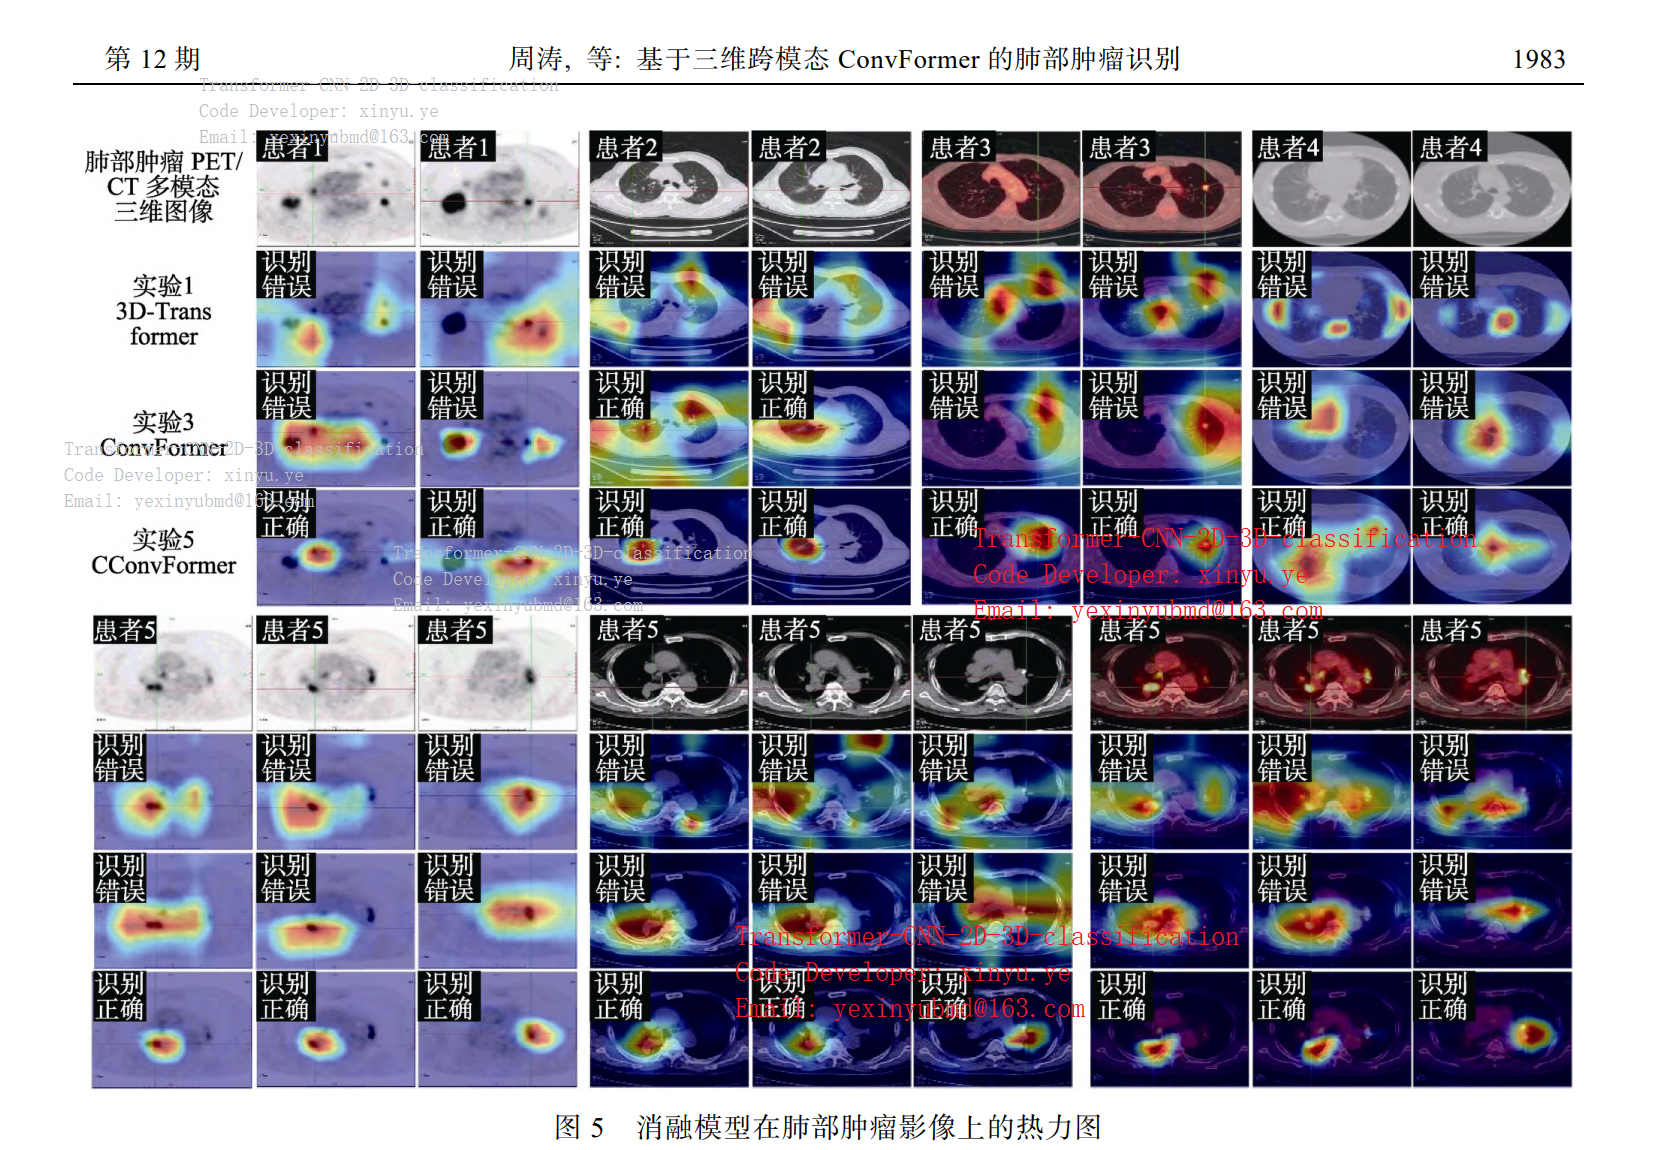 第 12 期 周涛, 等: 基于三维跨模态 ConvFormer 的肺部肿瘤识别 1983
Transformer-CNN-2D-3D-classification
Code Developer: xinyu.ye
Email: yexinyubmd@163.com
肺部肿瘤 PET/
CT 多模态
三维图像
患者1 患者1 患者2 患者2 患者3 患者3 患者4 患者4
实验1
3D-Trans
former
识别错误 识别错误 识别错误 识别错误 识别错误 识别错误 识别错误 识别错误
实验3
ConvFormer
识别错误 识别错误 识别正确 识别正确 识别错误 识别错误 识别错误 识别错误
Transformer-CNN-2D-3D-classification
Code Developer: xinyu.ye
Email: yexinyubmd@163.com
实验5
CConvFormer
识别正确 识别正确 识别正确 识别正确 识别正确 识别正确 识别正确 识别正确
Transformer-CNN-2D-3D-classification
Code Developer: xinyu.ye
Email: yexinyubmd@163.com
Transformer-CNN-2D-3D-classification
Code Developer: xinyu.ye
Email: yexinyubmd@163.com
患者5 患者5 患者5 患者5 患者5 患者5 患者5 患者5 患者5
识别错误 识别错误 识别错误 识别错误 识别错误 识别错误 识别错误 识别错误 识别错误
识别错误 识别错误 识别错误 识别错误 识别错误 识别错误 识别错误 识别错误 识别错误
Transformer-CNN-2D-3D-classification
Code Developer: xinyu.ye
Email: yexinyubmd@163.com
识别正确 识别正确 识别正确 识别正确 识别正确 识别正确 识别正确 识别正确 识别正确
图 5 消融模型在肺部肿瘤影像上的热力图